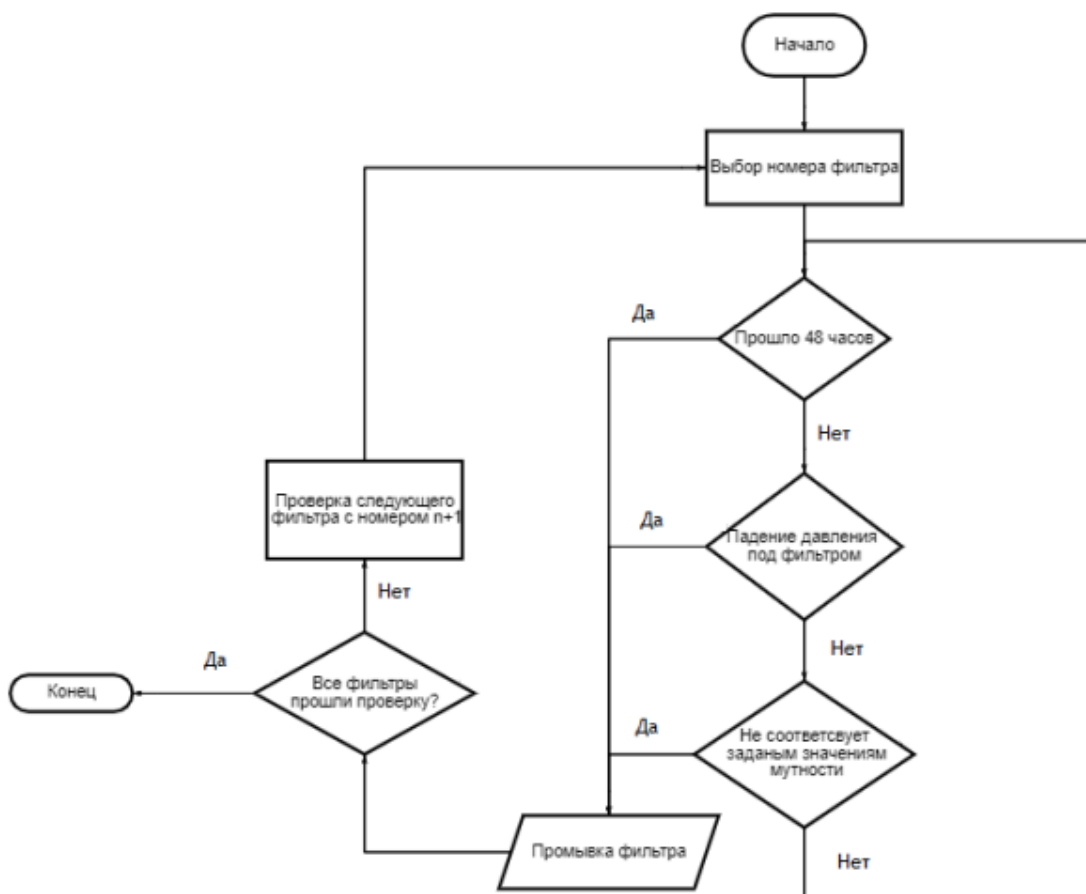 Начало
Выбор номера фильтра
Да
Прошло 48 часов
Нет
Проверка следующего
фильтра с номером n+1
Да
Падение давления
под фильтром
Нет
Нет
Да
Конец
Все фильтры
прошли проверку?
Да
Не соответсвует
заданым значениям
мутности
Промывка фильтра
Нет